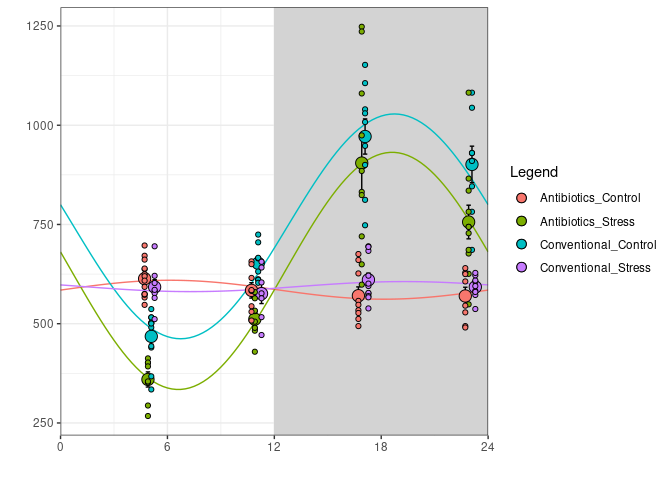 1250
1000
750
500
250
0
6
12
18
24
Legend
Antibiotics_Control
Antibiotics_Stress
Conventional_Control
Conventional_Stress